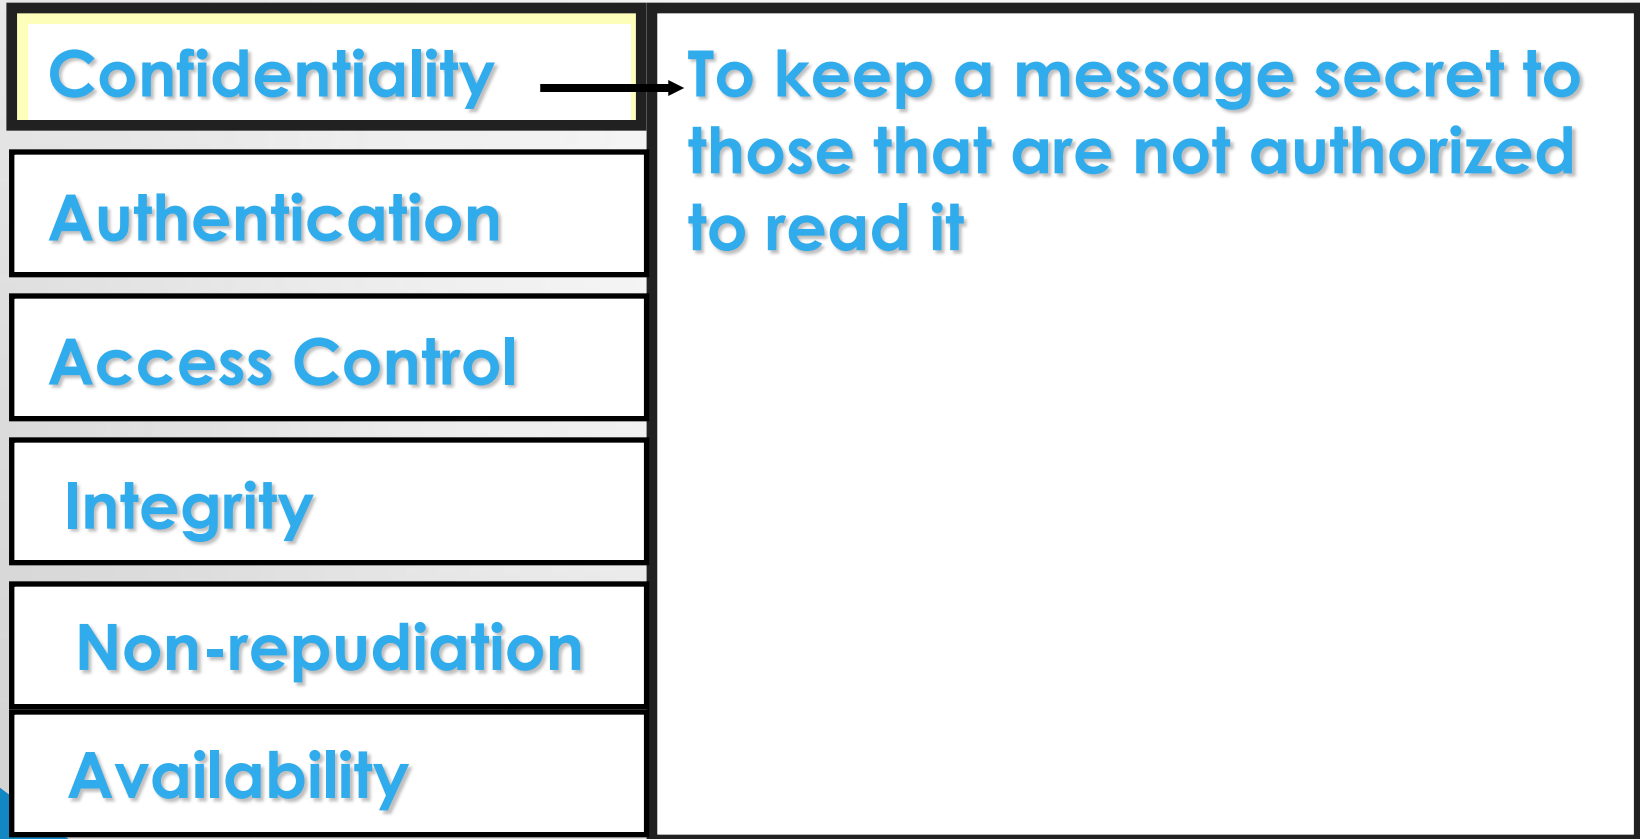 Confidentiality
To keep a message secret to
those that are not authorized
to read it
Authentication
Access Control
Integrity
Non-repudiation
Availability